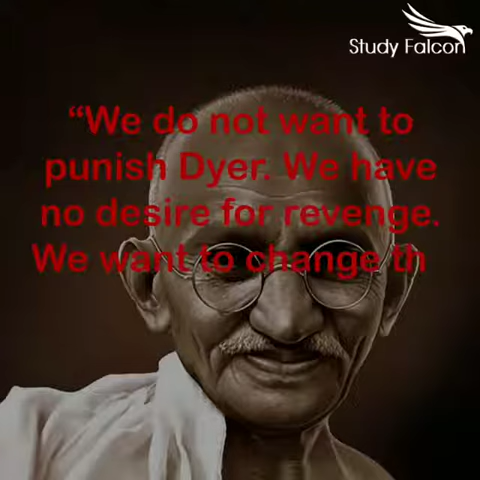 Study Falcon
“We do not want to
punish Dyer. We have
no desire for revenge.
We want to change th